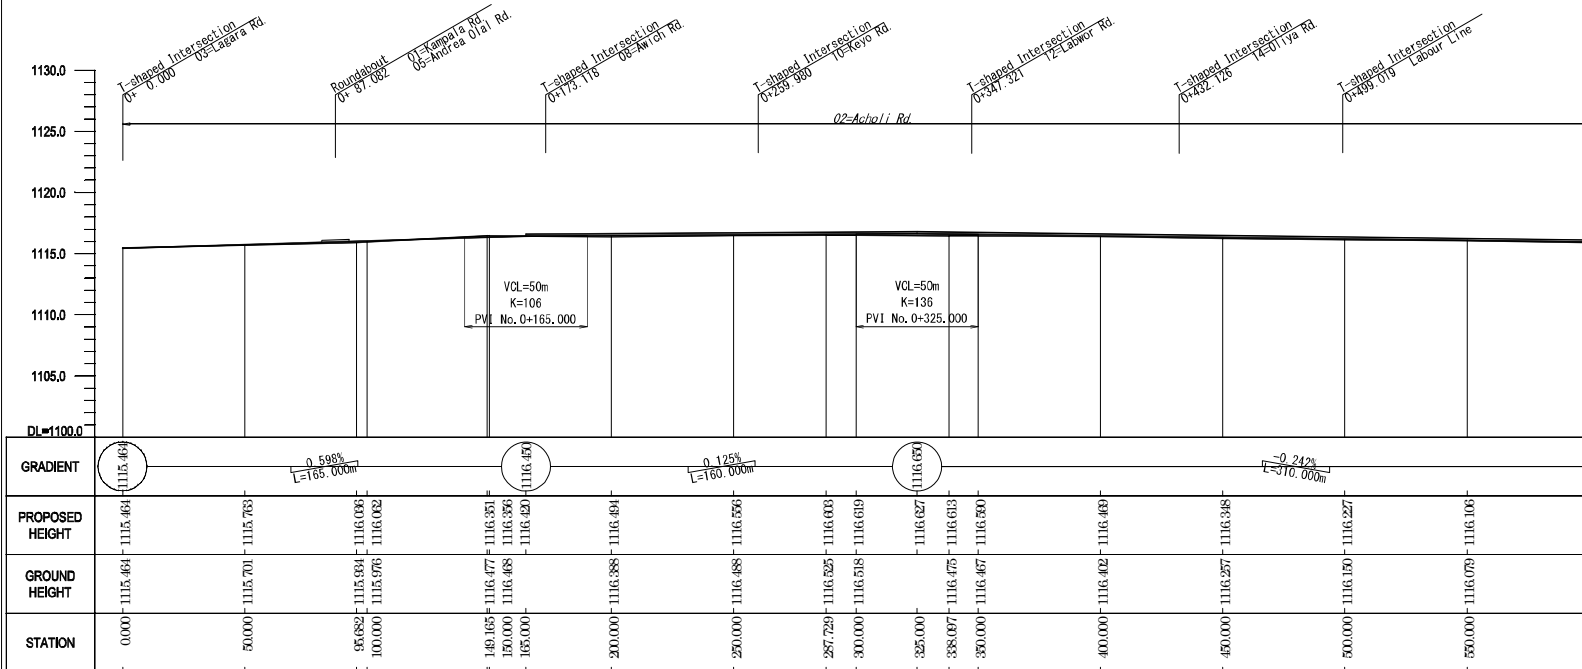 T-shaped Intersection
0+ 0.000 03=Lagara Rd.
Roundabout 01=Kampala Rd.
0+ 87.082 05=Andrea Olal Rd.
T-shaped Intersection
0+173.118 08=Awich Rd.
T-shaped Intersection
0+259.980 10=Keyo Rd.
T-shaped Intersection
0+347.321 12=Labwor Rd.
T-shaped Intersection
0+432.126 14=Oliya Rd.
T-shaped Intersection
0+499.019 Labour Line
02=Acholi Rd.
1130.0
1125.0
1120.0
1115.0
1110.0
1105.0
DL=1100.0
VCL=50m
K=106
PVI No.0+165.000
VCL=50m
K=136
PVI No.0+325.000
GRADIENT
1115.464
0.598%
L=165.000m
1116.450
0.125%
L=160.000m
1116.650
-0.242%
L=310.000m
PROPOSED
HEIGHT
1115.464 1115.763 1116.036 1116.062 1116.351 1116.356 1116.420 1116.494 1116.556 1116.603 1116.619 1116.627 1116.613 1116.590 1116.469 1116.348 1116.227 1116.106
GROUND
HEIGHT
1115.464 1115.701 1115.934 1115.976 1116.477 1116.468 1116.388 1116.488 1116.525 1116.518 1116.475 1116.467 1116.402 1116.257 1116.150 1116.079
STATION
0.000 50.000 95.682 100.000 149.165 150.000 165.000 200.000 250.000 287.729 300.000 325.000 338.097 350.000 400.000 450.000 500.000 550.000